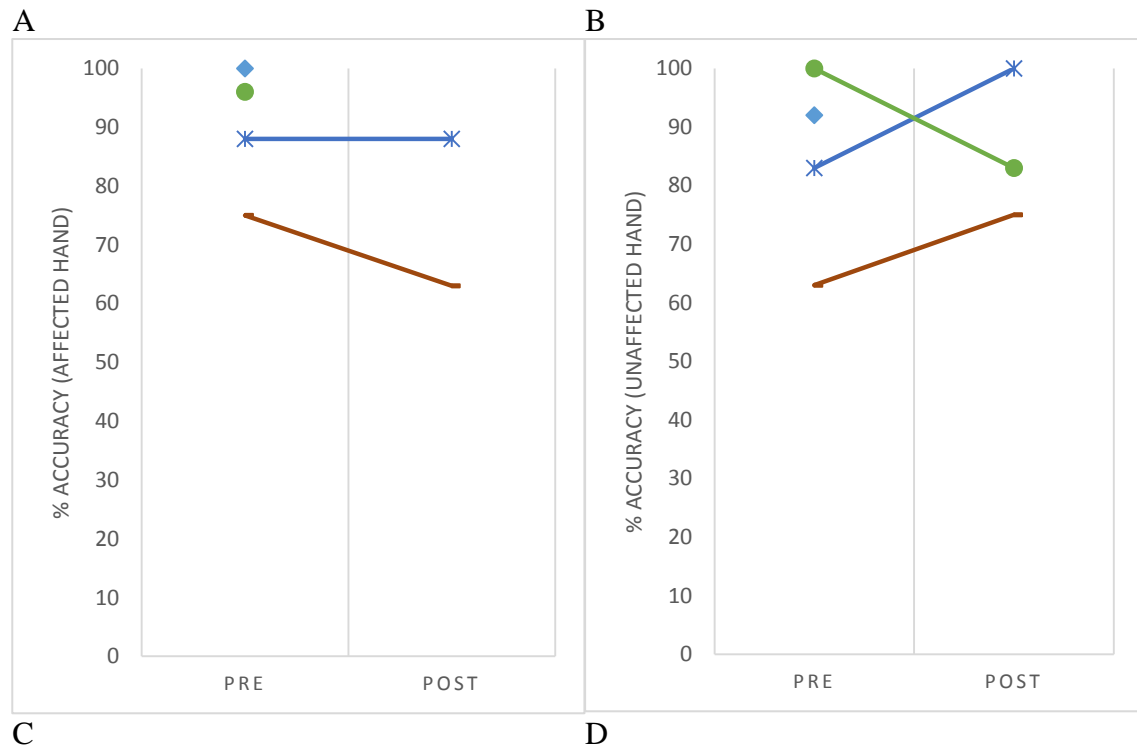 A
B
% ACCURACY (AFFECTED HAND)
100
90
80
70
60
50
40
30
20
10
0
PRE POST
% ACCURACY (UNAFFECTED HAND)
100
90
80
70
60
50
40
30
20
10
0
PRE POST
C
D